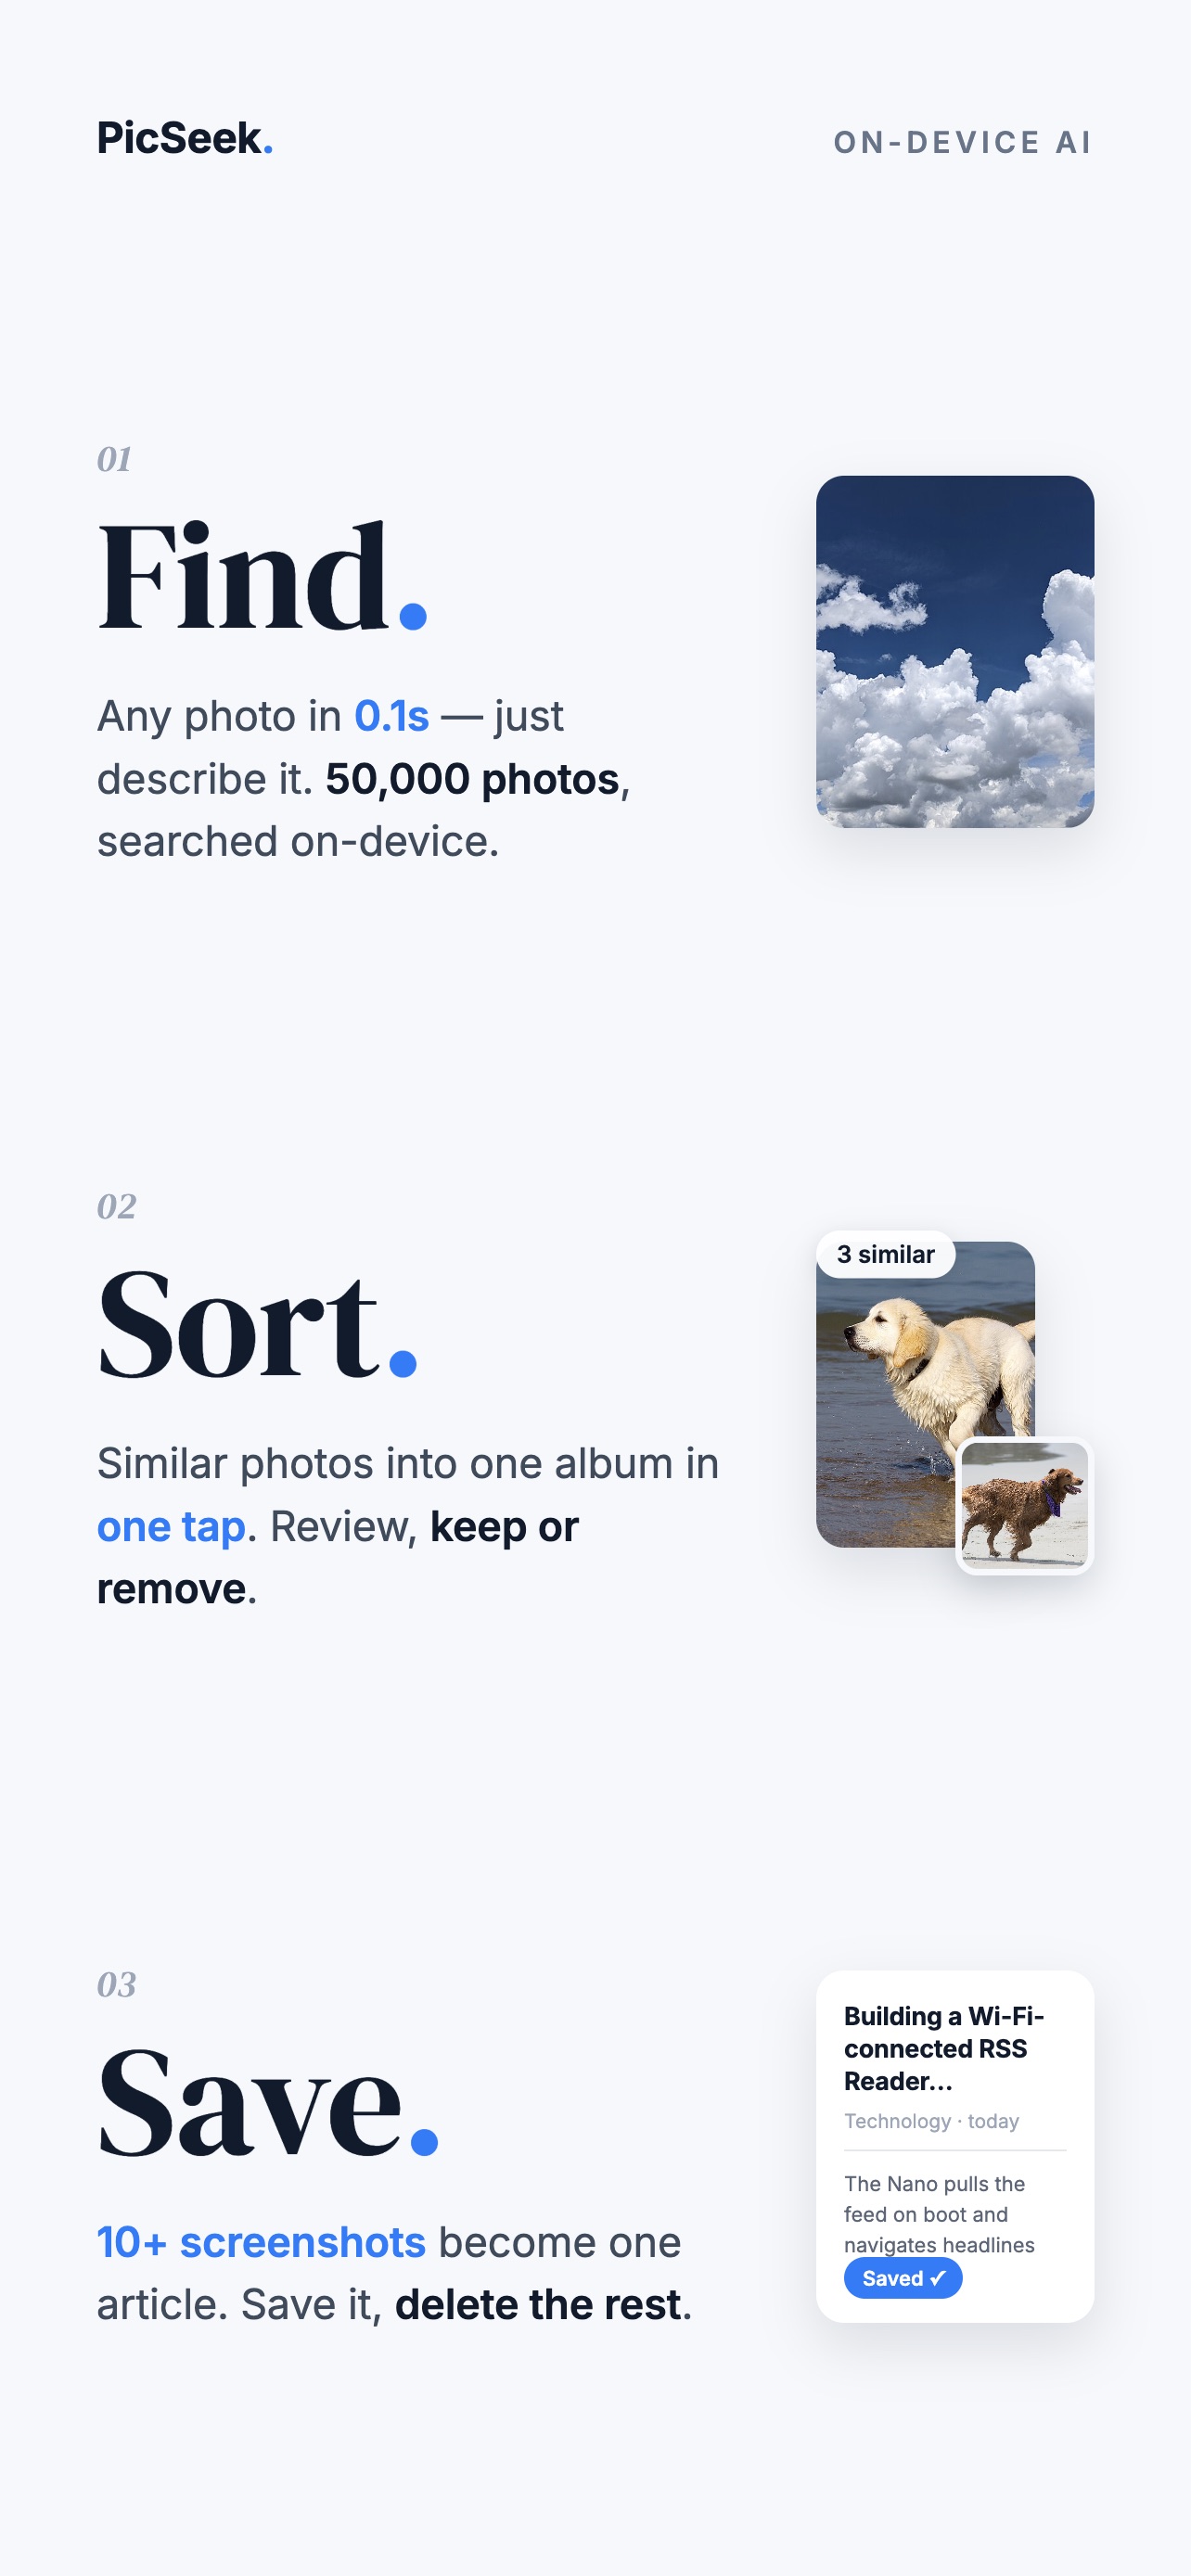 PicSeek.
ON-DEVICE AI
01
Find.
Any photo in 0.1s — just
describe it. 50,000 photos,
searched on-device.
02
Sort.
Similar photos into one album in
one tap. Review, keep or
remove.
3 similar
03
Save.
10+ screenshots become one
article. Save it, delete the rest.
Building a Wi-Fi-
connected RSS
Reader...
Technology · today
The Nano pulls the
feed on boot and
navigates headlines
Saved ✓